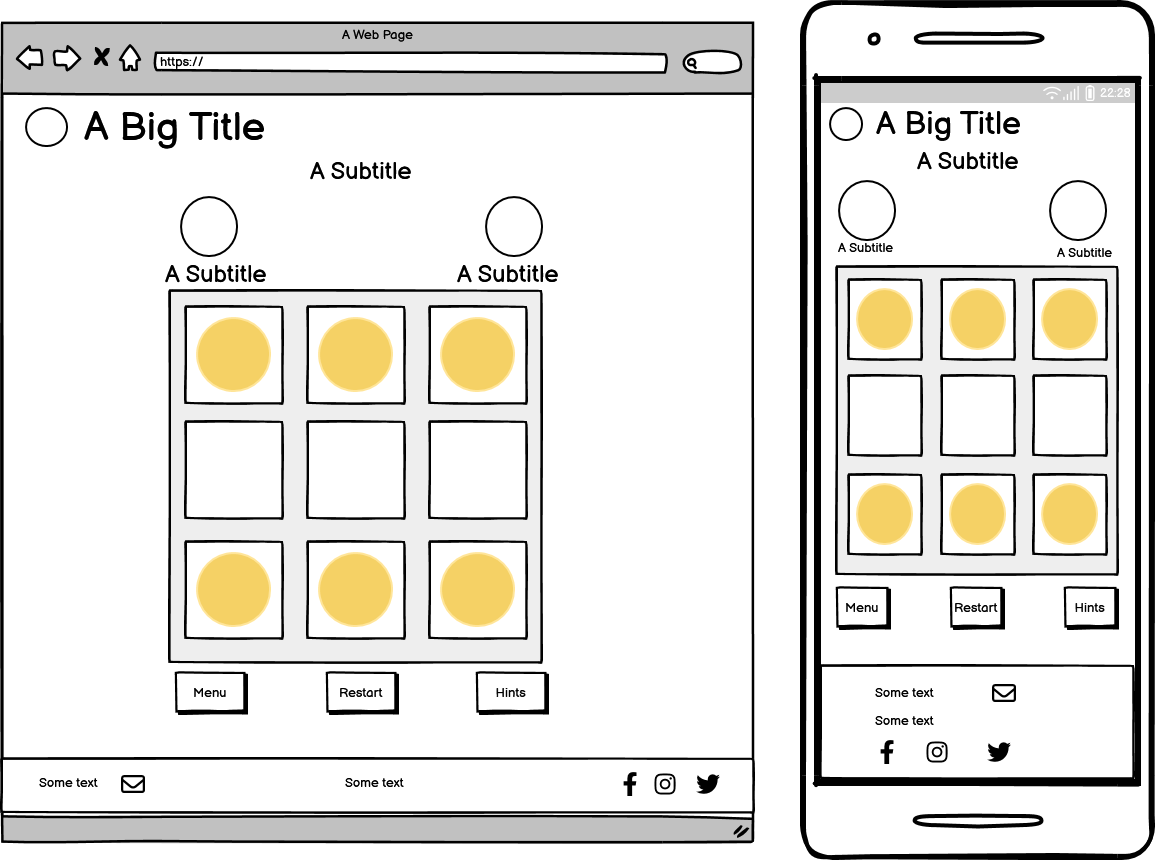 A Web Page
https://
A Big Title
A Subtitle
A Subtitle
A Subtitle
Menu
Restart
Hints
Some text
Some text
22:28
A Big Title
A Subtitle
A Subtitle
A Subtitle
Menu
Restart
Hints
Some text
Some text